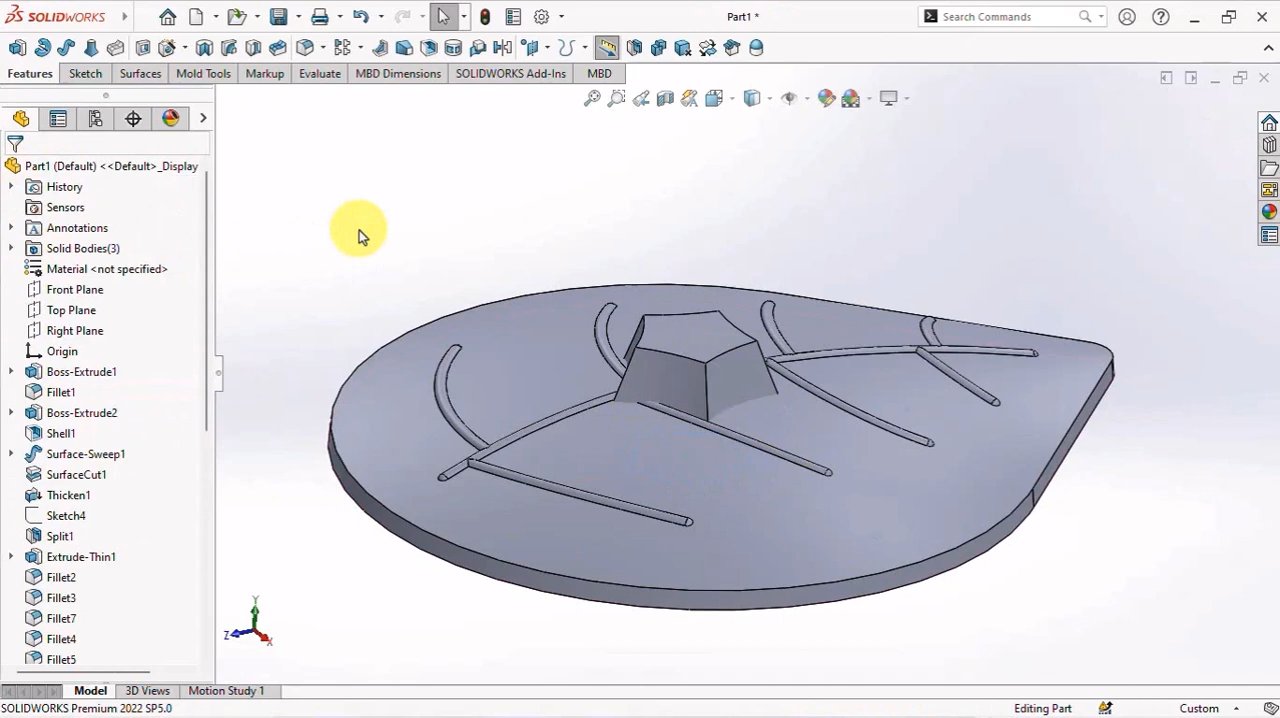 SOLIDWORKS
Part1 *
Search Commands
Features
Sketch
Surfaces
Mold Tools
Markup
Evaluate
MBD Dimensions
SOLIDWORKS Add-Ins
MBD
Part1 (Default) <<Default>_Display
History
Sensors
Annotations
Solid Bodies(3)
Material <not specified>
Front Plane
Top Plane
Right Plane
Origin
Boss-Extrude1
Fillet1
Boss-Extrude2
Shell1
Surface-Sweep1
SurfaceCut1
Thicken1
Sketch4
Split1
Extrude-Thin1
Fillet2
Fillet3
Fillet7
Fillet4
Fillet5
Y
Z
X
Model
3D Views
Motion Study 1
SOLIDWORKS Premium 2022 SP5.0
Editing Part
Custom